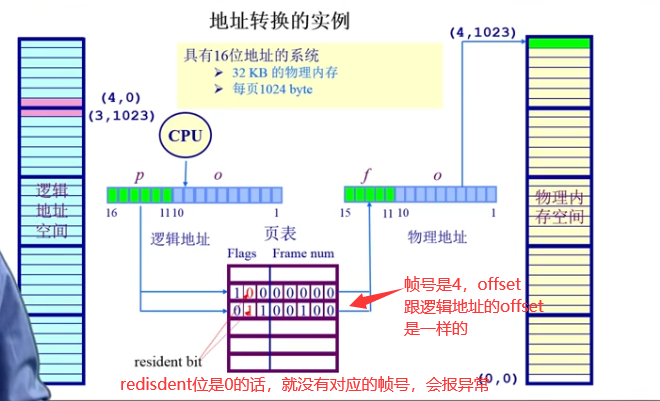 地址转换的实例
(4,1023)
具有16位地址的系统
➢ 32 KB 的物理内存
➢ 每页1024 byte
(4,0)
(3,1023)
CPU
p
o
f
o
逻辑
地址
空间
物理内
存空间
16
11
10
1
15
11
10
1
逻辑地址
页表
物理地址
Flags
Frame num
1 0 0 0 0 0 0 0
0 1 1 0 0 1 0 0
帧号是4，offset
跟逻辑地址的offset
是一样的
resident bit
(0,0)
redisdent位是0的话，就没有对应的帧号，会报异常